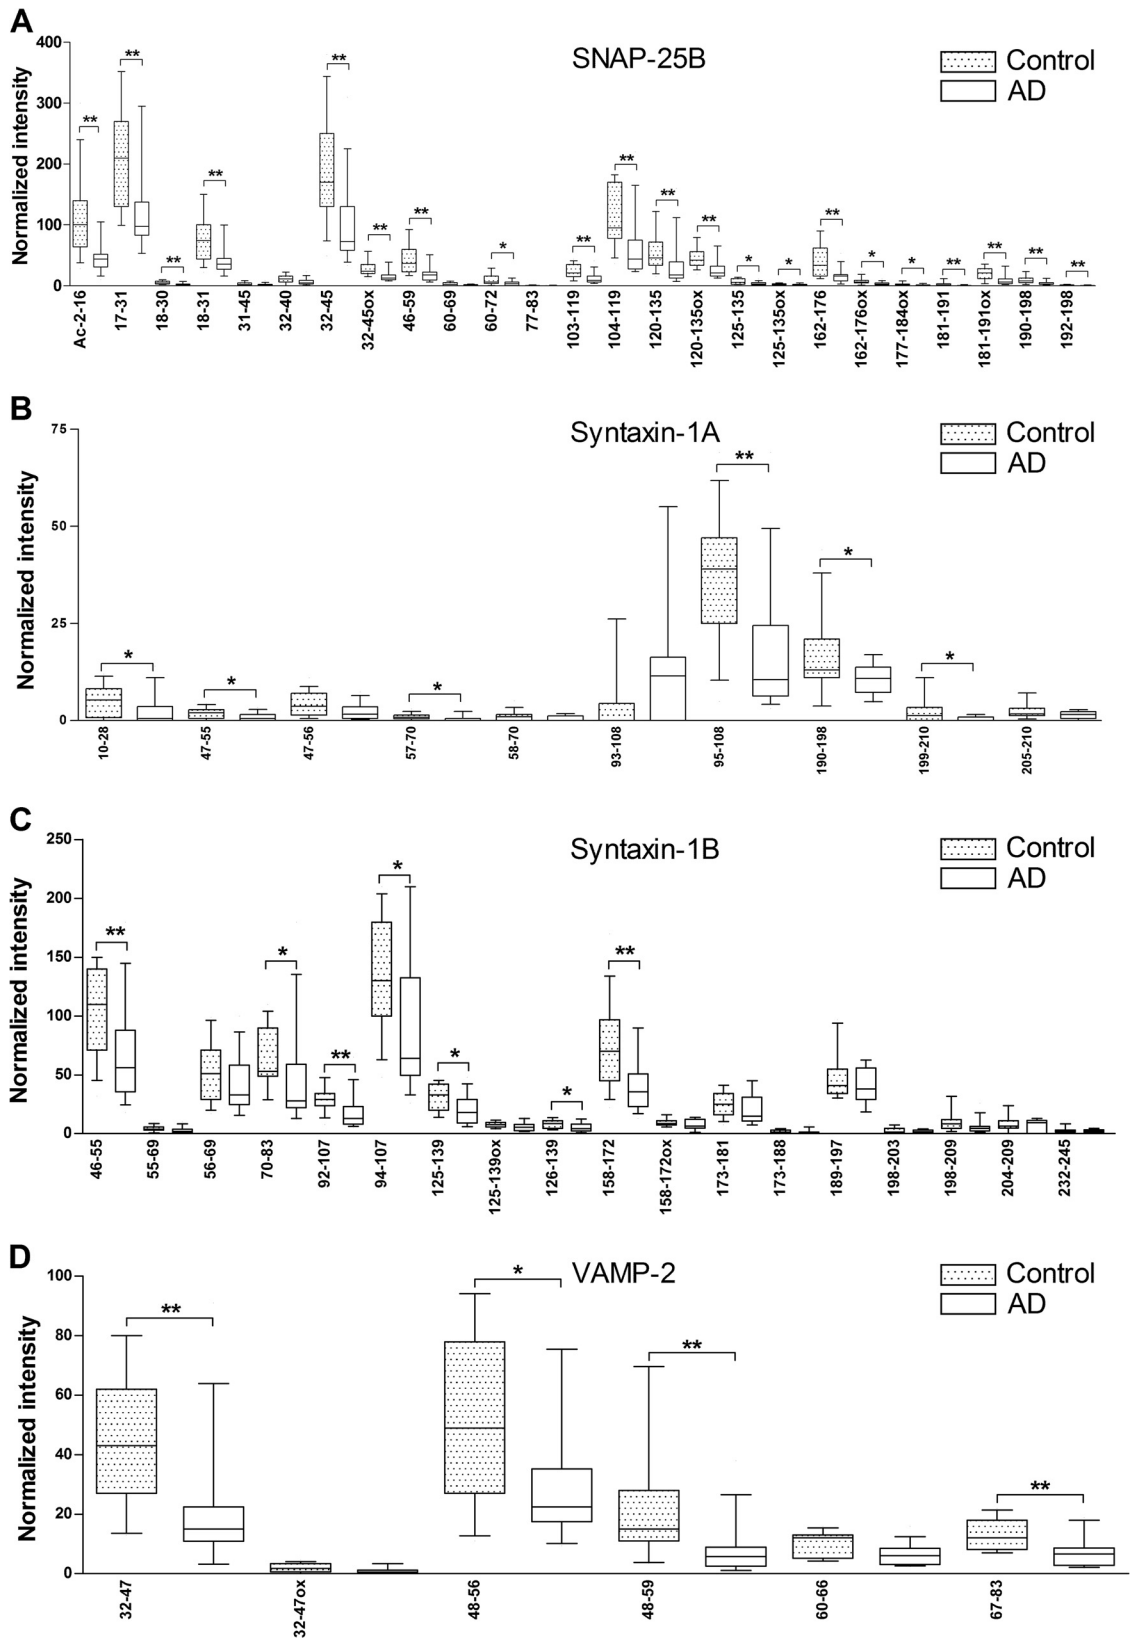 A
SNAP-25B
Control
AD
Normalized intensity
400
300
200
100
0
** ** ** ** ** ** ** * ** ** ** ** * * ** * * ** ** ** **
Ac-2-16 17-31 18-30 18-31 31-45 32-40 32-45 32-45ox 46-59 60-69 60-72 77-83 103-119 104-119 120-135 120-135ox 125-135 125-135ox 162-176 162-176ox 177-184ox 181-191 181-191ox 190-198 192-198
B
Syntaxin-1A
Control
AD
Normalized intensity
75
50
25
0
* * * ** * *
10-28 47-55 47-56 57-70 58-70 93-108 95-108 190-198 199-210 205-210
C
Syntaxin-1B
Control
AD
Normalized intensity
250
200
150
100
50
0
** * ** * * * **
46-55 55-69 56-69 70-83 92-107 94-107 125-139 125-139ox 126-139 158-172 158-172ox 173-181 173-188 189-197 198-203 198-209 204-209 232-245
D
VAMP-2
Control
AD
Normalized intensity
100
80
60
40
20
0
** * ** **
32-47 32-47ox 48-56 48-59 60-66 67-83